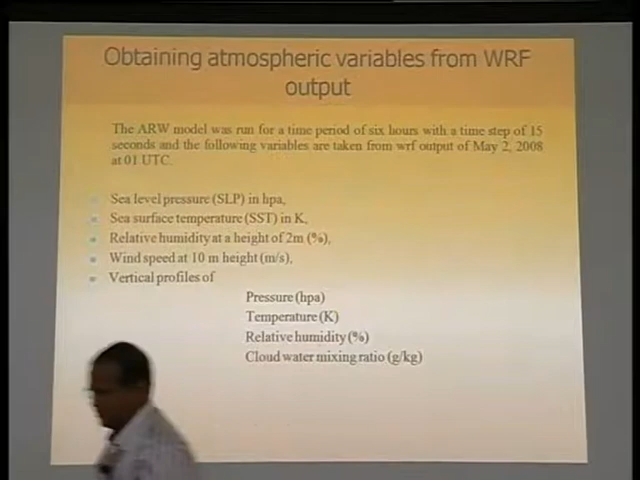 Obtaining atmospheric variables from WRF
output
The ARW model was run for a time period of six hours with a time step of 15
seconds and the following variables are taken from wrf output of May 2, 2008
at 01 UTC.
Sea level pressure (SLP) in hpa,
Sea surface temperature (SST) in K,
Relative humidity at a height of 2m (%),
Wind speed at 10 m height (m/s),
Vertical profiles of
Pressure (hpa)
Temperature (K)
Relative humidity (%)
Cloud water mixing ratio (g/kg)